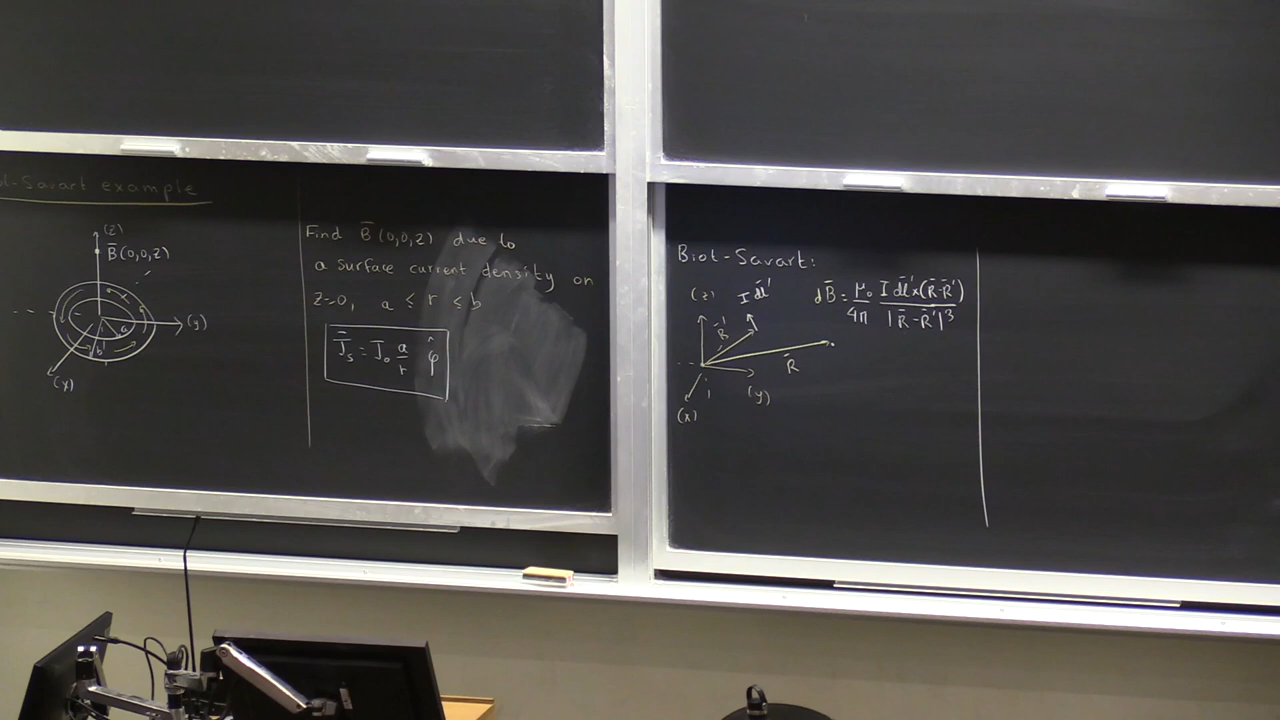 t-Savart example
(z)
B̄(0,0,z)
(y)
a
b
(x)
Find B̄(0,0,z) due to
a surface current density on
z=0, a ≤ r ≤ b
J̄s = J0 a/r φ̂
Biot-Savart:
(z)
I dl̄'
dB̄ = μ0/4π I dl̄'×(R̄-R̄')/|R̄-R̄'|³
R̄'
R̄
(y)
(x)